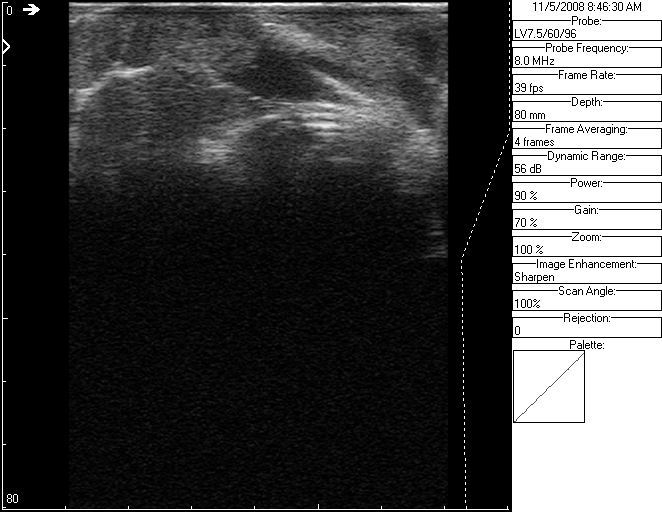 0
80
11/5/2008 8:46:30 AM
Probe:
LV7.5/60/96
Probe Frequency:
8.0 MHz
Frame Rate:
39 fps
Depth:
80 mm
Frame Averaging:
4 frames
Dynamic Range:
56 dB
Power:
90 %
Gain:
70 %
Zoom:
100 %
Image Enhancement:
Sharpen
Scan Angle:
100%
Rejection:
0
Palette: